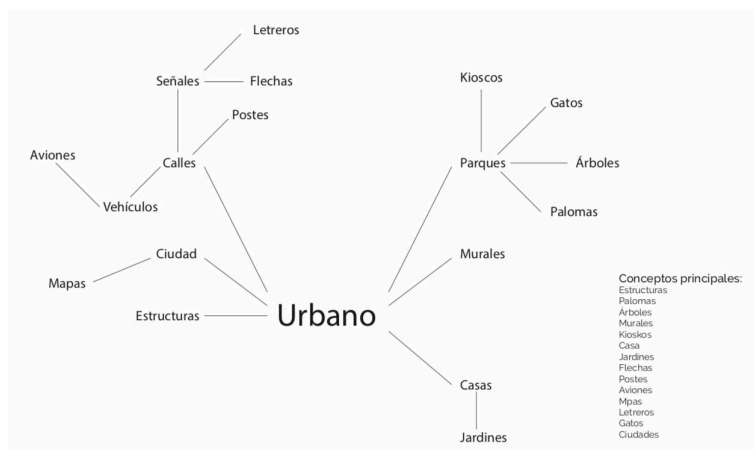 Letreros
Señales
Flechas
Kioscos
Gatos
Postes
Aviones
Calles
Parques
Árboles
Vehículos
Palomas
Ciudad
Murales
Mapas
Estructuras
Urbano
Casas
Jardines
Conceptos principales:
Estructuras
Palomas
Árboles
Murales
Kioskos
Casa
Jardines
Flechas
Postes
Aviones
Mpas
Letreros
Gatos
Ciudades